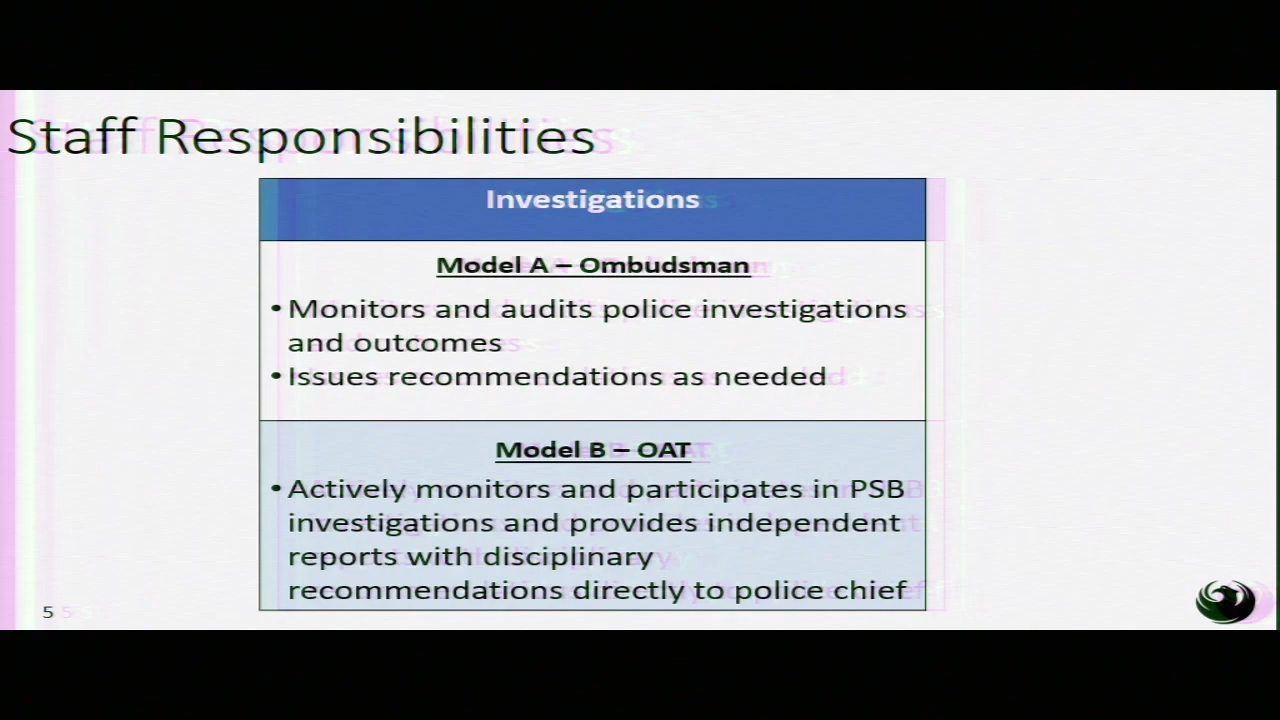 Staff Responsibilities
Investigations
Model A – Ombudsman
• Monitors and audits police investigations
and outcomes
• Issues recommendations as needed
Model B – OAT
• Actively monitors and participates in PSB
investigations and provides independent
reports with disciplinary
recommendations directly to police chief
5